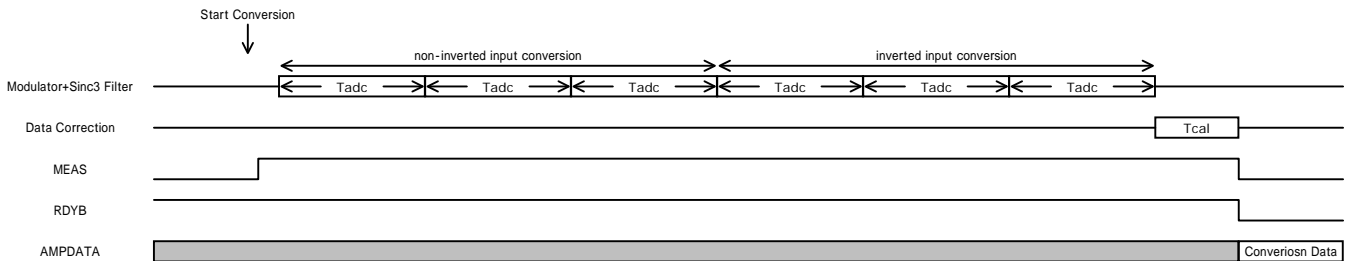 Start Conversion
non-inverted input conversion
inverted input conversion
Modulator+Sinc3 Filter
Tadc
Tadc
Tadc
Tadc
Tadc
Tadc
Data Correction
Tcal
MEAS
RDYB
AMPDATA
Converiosn Data